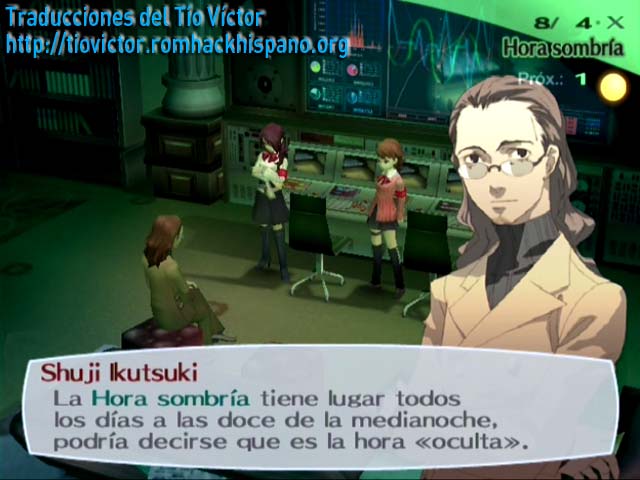 Traducciones del Tío Víctor
http://tiovictor.romhackhispano.org
8/ 4·X
Hora sombría
Próx.: 1
Shuji Ikutsuki
La Hora sombría tiene lugar todos
los días a las doce de la medianoche,
podría decirse que es la hora «oculta».